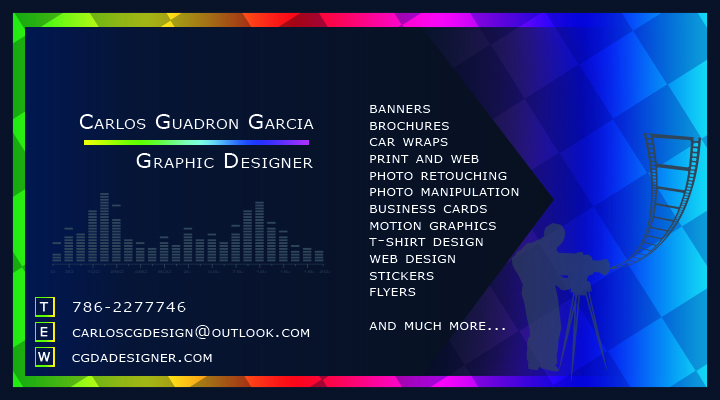 Carlos Guadron Garcia
Graphic Designer
T 786-2277746
E carloscgdesign@outlook.com
W cgdadesigner.com
BANNERS
BROCHURES
CAR WRAPS
PRINT AND WEB
PHOTO RETOUCHING
PHOTO MANIPULATION
BUSINESS CARDS
MOTION GRAPHICS
T-SHIRT DESIGN
WEB DESIGN
STICKERS
FLYERS
AND MUCH MORE...